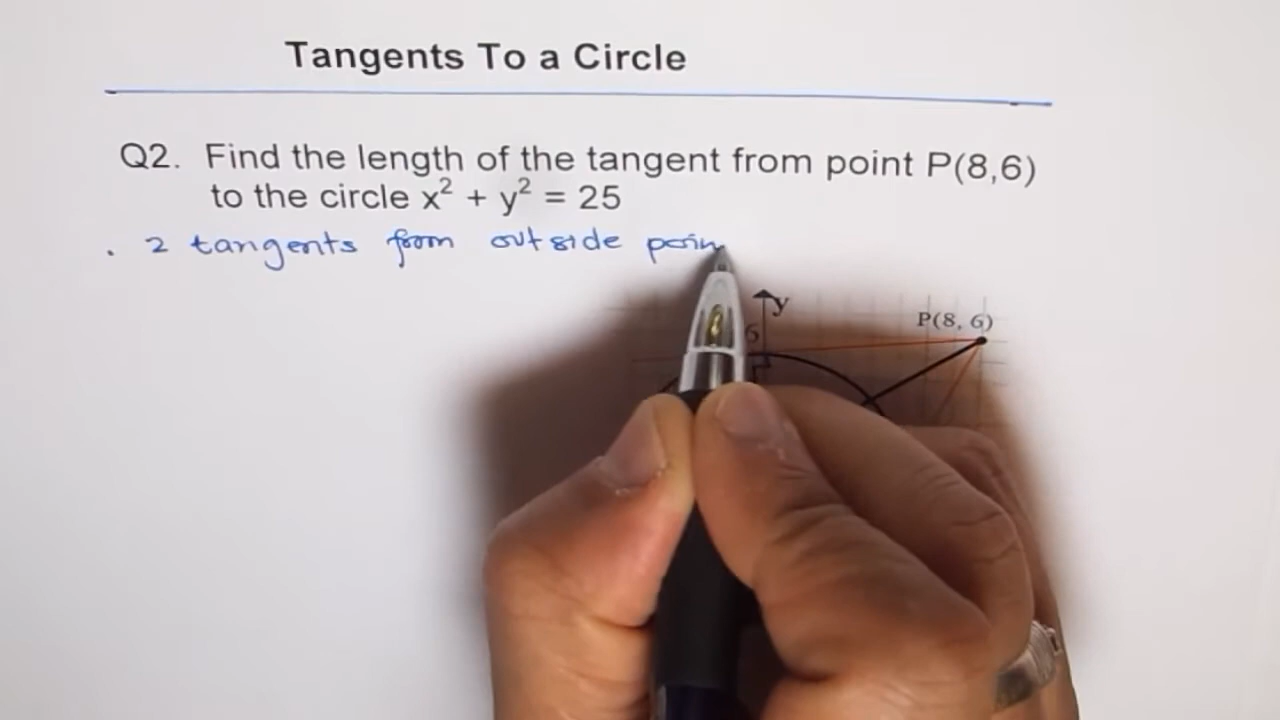 Tangents To a Circle
Q2. Find the length of the tangent from point P(8,6)
to the circle x² + y² = 25
. 2 tangents from outside poin
y
6
P(8, 6)